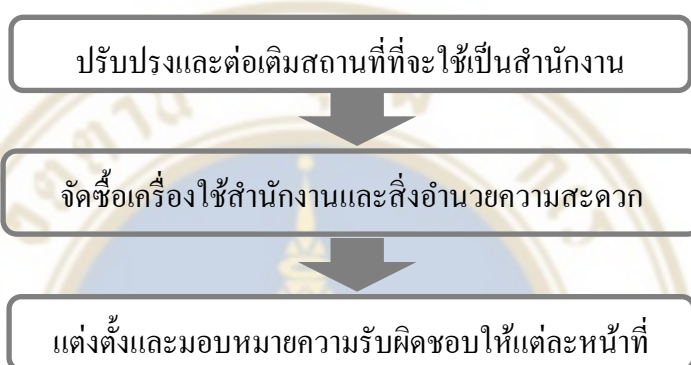 ปรับปรุงและต่อเติมสถานที่ที่จะใช้เป็นสำนักงาน
จัดซื้อเครื่องใช้สำนักงานและสิ่งอำนวยความสะดวก
แต่งตั้งและมอบหมายความรับผิดชอบให้แต่ละหน้าที่